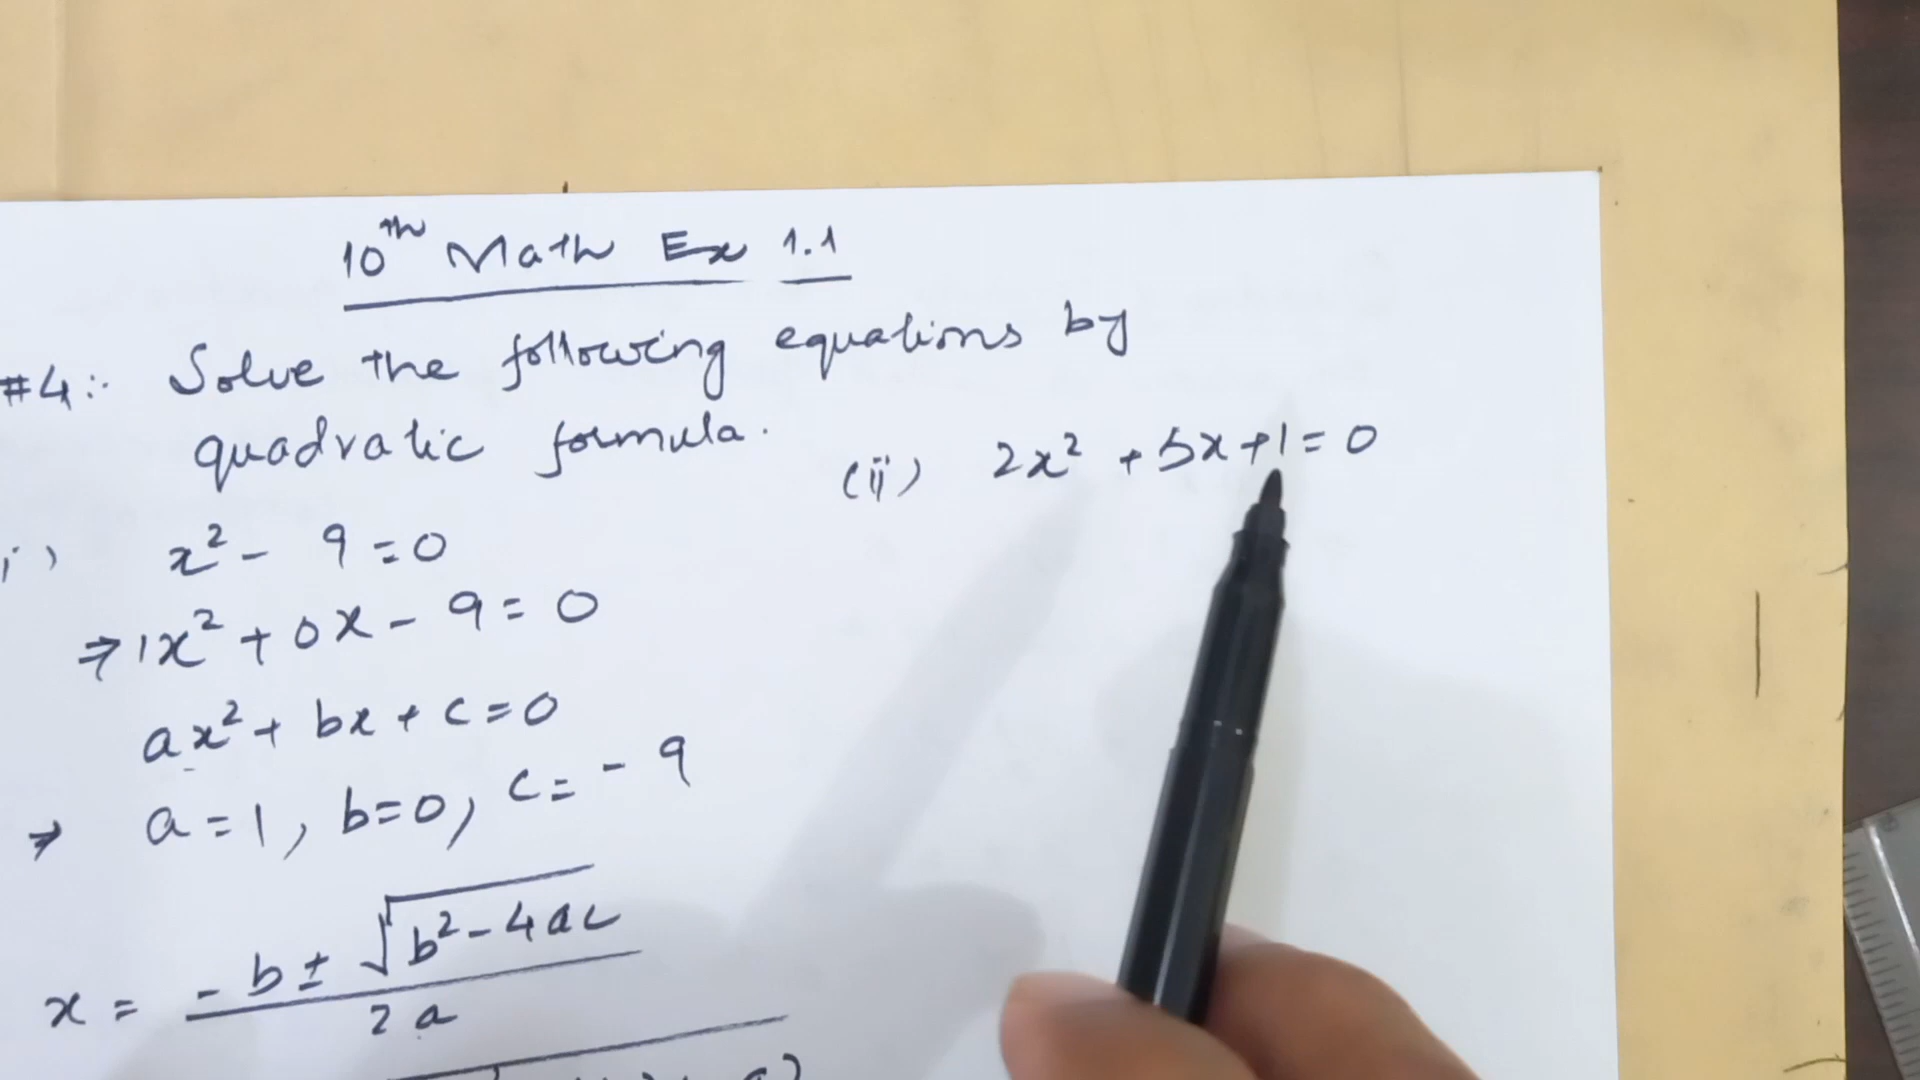 10th Math Ex 1.1
#4:- Solve the following equations by
quadratic formula.
i) x² - 9 = 0
⇒ 1x² + 0x - 9 = 0
ax² + bx + c = 0
⇒ a = 1, b = 0, c = - 9
x = (- b ± √(b² - 4ac)) / 2a
(ii) 2x² + 5x + 1 = 0